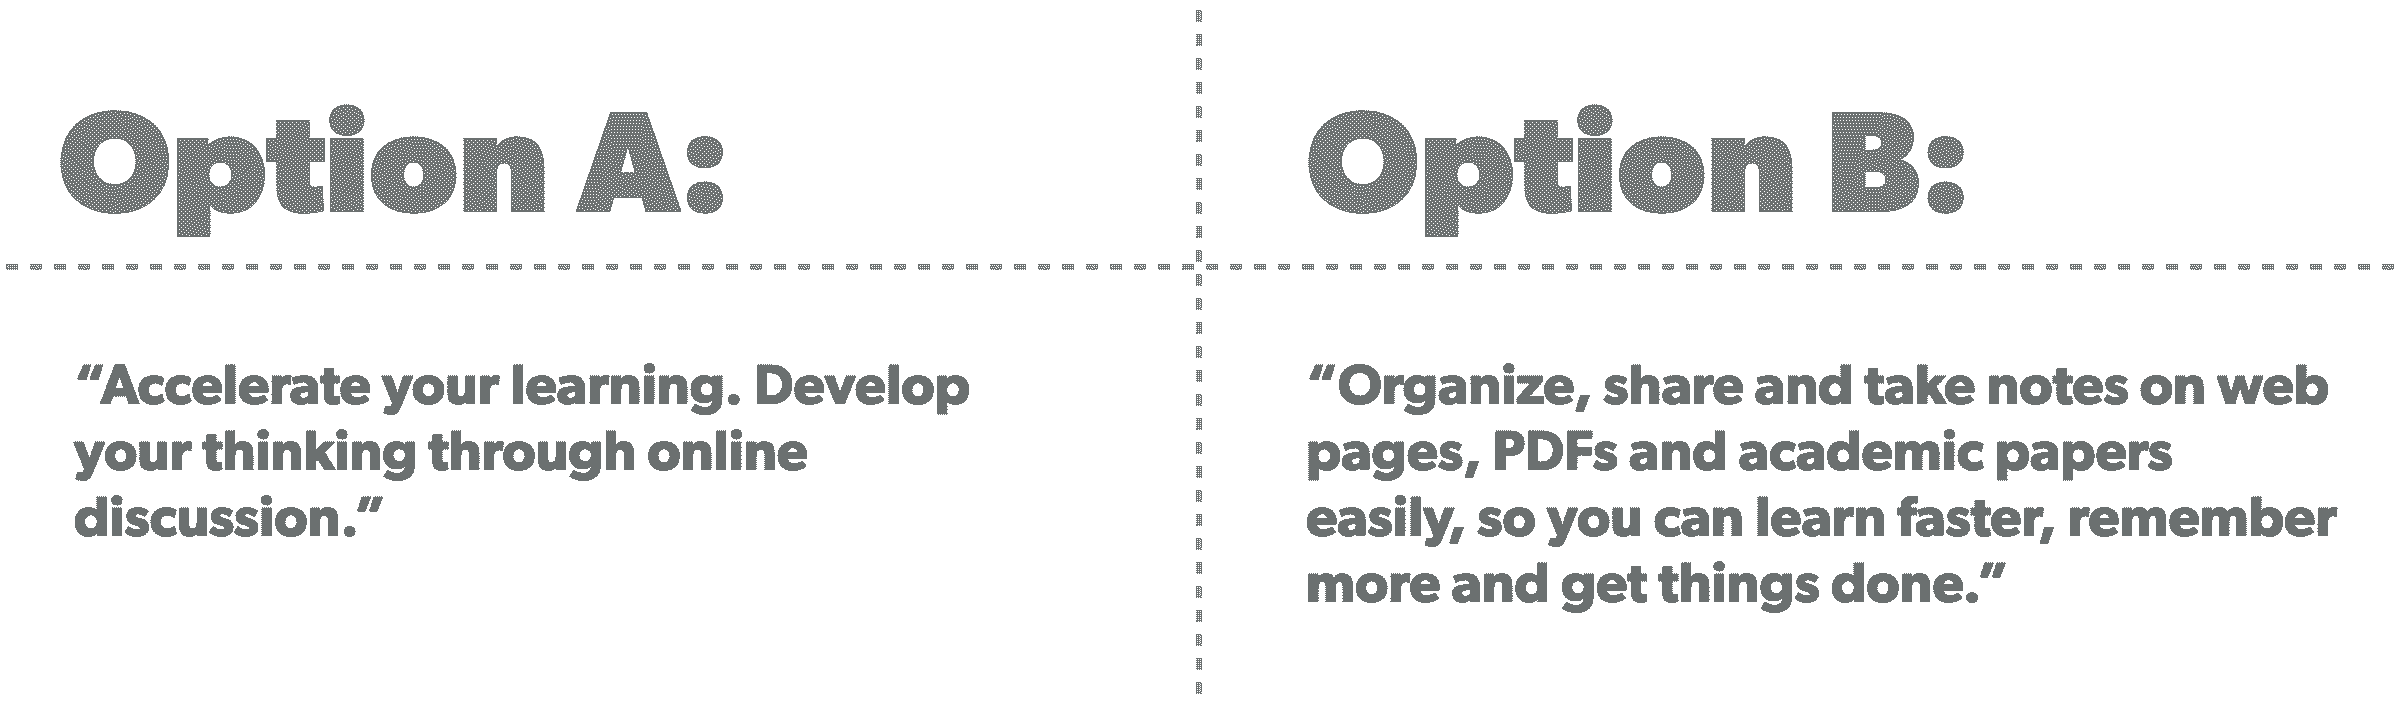 Option A:
“Accelerate your learning. Develop
your thinking through online
discussion.”
Option B:
“Organize, share and take notes on web
pages, PDFs and academic papers
easily, so you can learn faster, remember
more and get things done.”